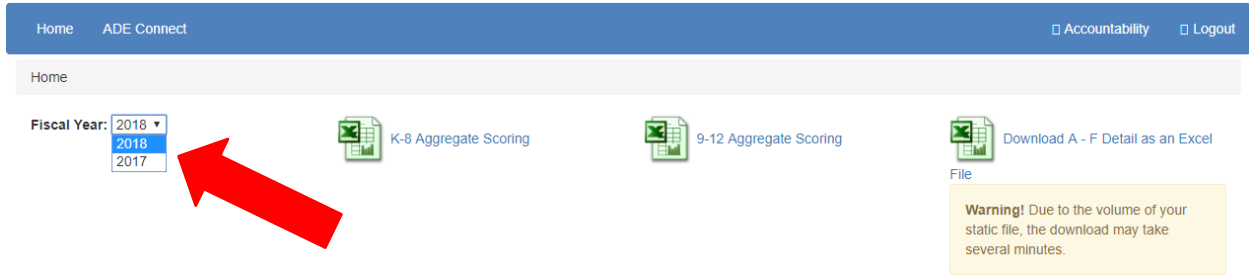 Home ADE Connect Accountability Logout
Home
Fiscal Year: 2018
2018
2017
K-8 Aggregate Scoring
9-12 Aggregate Scoring
Download A - F Detail as an Excel
File
Warning! Due to the volume of your
static file, the download may take
several minutes.